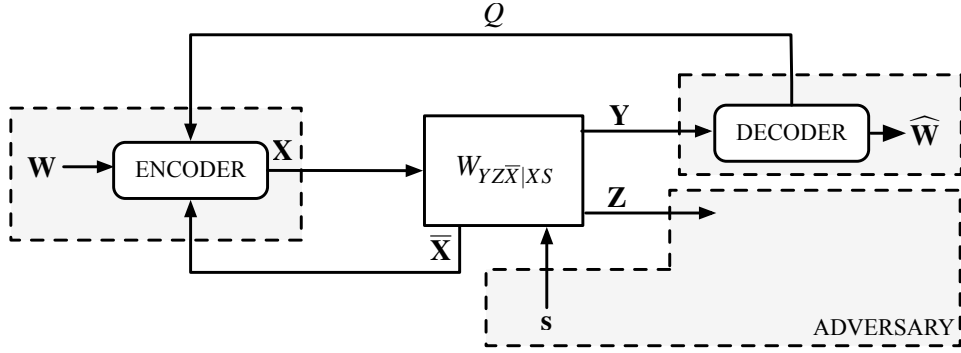 Q
Y
DECODER
Ŵ
W
ENCODER
X
W_{YZX̅|XS}
Z
X̅
s
ADVERSARY